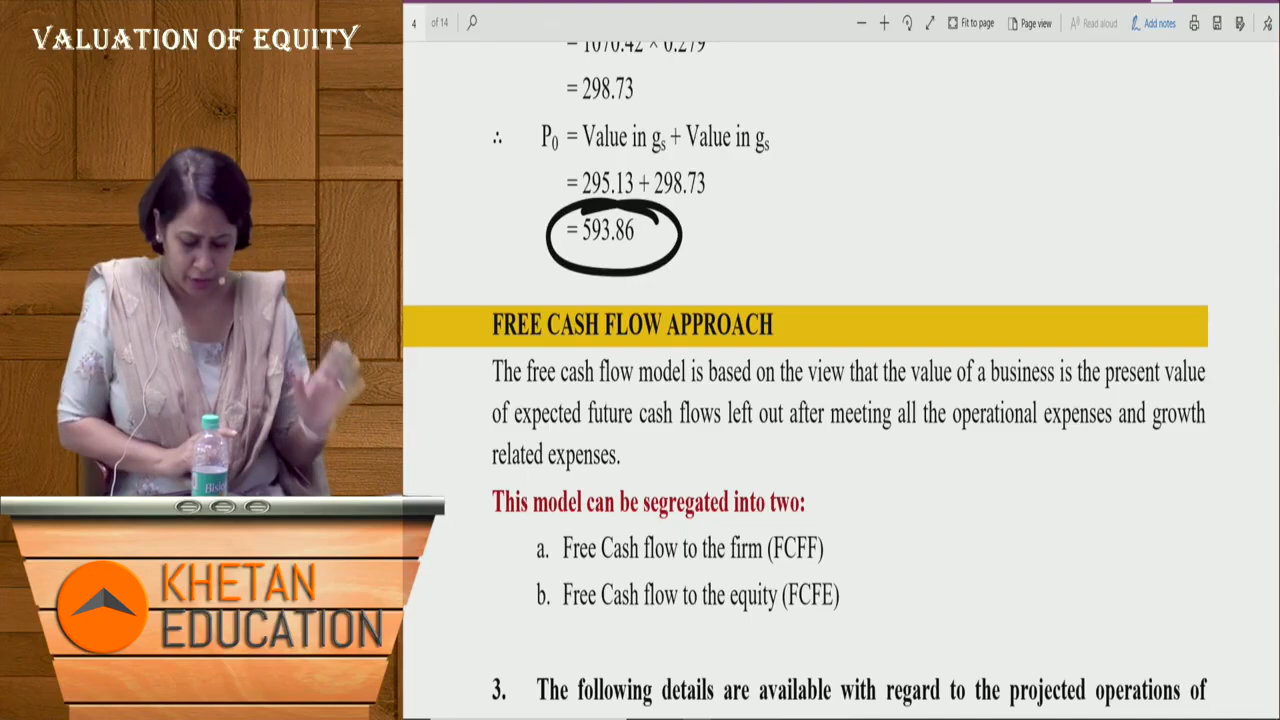 VALUATION OF EQUITY
4 of 14
Fit to page
Page view
Read aloud
Add notes
= 1070.42 × 0.279
= 298.73
∴ P0 = Value in gs + Value in gs
= 295.13 + 298.73
= 593.86
FREE CASH FLOW APPROACH
The free cash flow model is based on the view that the value of a business is the present value
of expected future cash flows left out after meeting all the operational expenses and growth
related expenses.
This model can be segregated into two:
a. Free Cash flow to the firm (FCFF)
b. Free Cash flow to the equity (FCFE)
3. The following details are available with regard to the projected operations of
KHETAN
EDUCATION